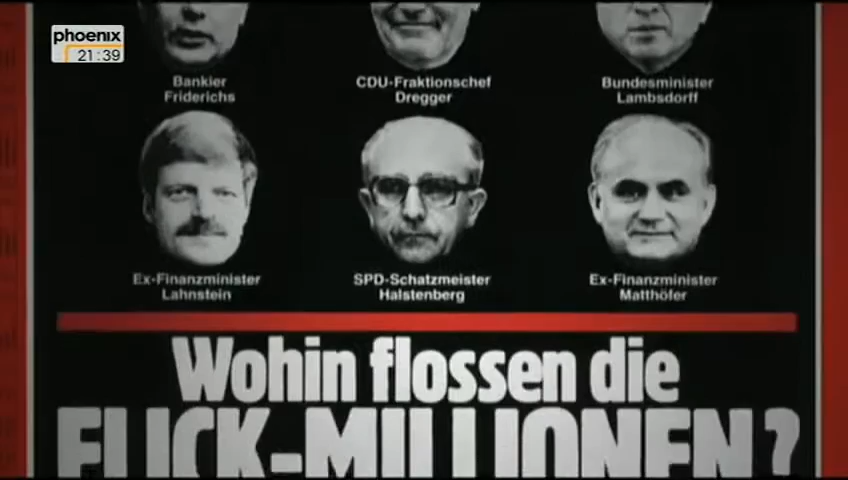 phoenix
21:39
Bankier
Friderichs
CDU-Fraktionschef
Dregger
Bundesminister
Lambsdorff
Ex-Finanzminister
Lahnstein
SPD-Schatzmeister
Halstenberg
Ex-Finanzminister
Matthöfer
Wohin flossen die
FLICK-MILLIONEN?